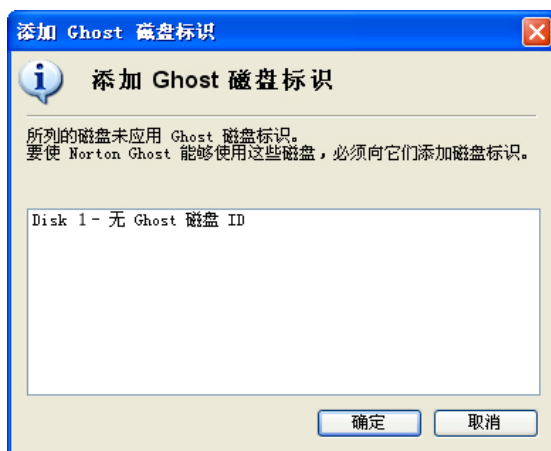 添加 Ghost 磁盘标识
添加 Ghost 磁盘标识
所列的磁盘未应用 Ghost 磁盘标识。
要使 Norton Ghost 能够使用这些磁盘，必须向它们添加磁盘标识。
Disk 1- 无 Ghost 磁盘 ID
确定
取消